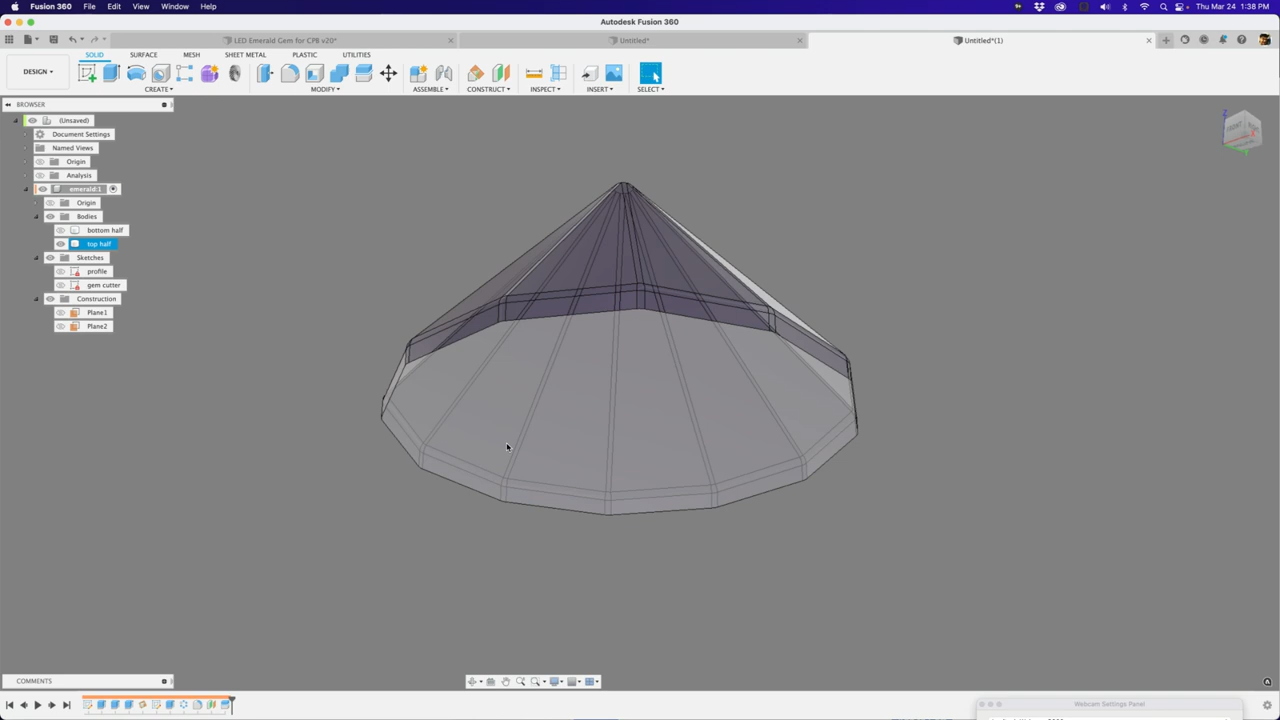 Fusion 360 File Edit View Window Help
Thu Mar 24 1:38 PM
Autodesk Fusion 360
LED Emerald Gem for CPB v20*
Untitled*
Untitled*(1)
SOLID SURFACE MESH SHEET METAL PLASTIC UTILITIES
DESIGN
CREATE MODIFY ASSEMBLE CONSTRUCT INSPECT INSERT SELECT
BROWSER
(Unsaved)
Document Settings
Named Views
Origin
Analysis
emerald:1
Origin
Bodies
bottom half
top half
Sketches
profile
gem cutter
Construction
Plane1
Plane2
FRONT
Z
COMMENTS
Webcam Settings Panel